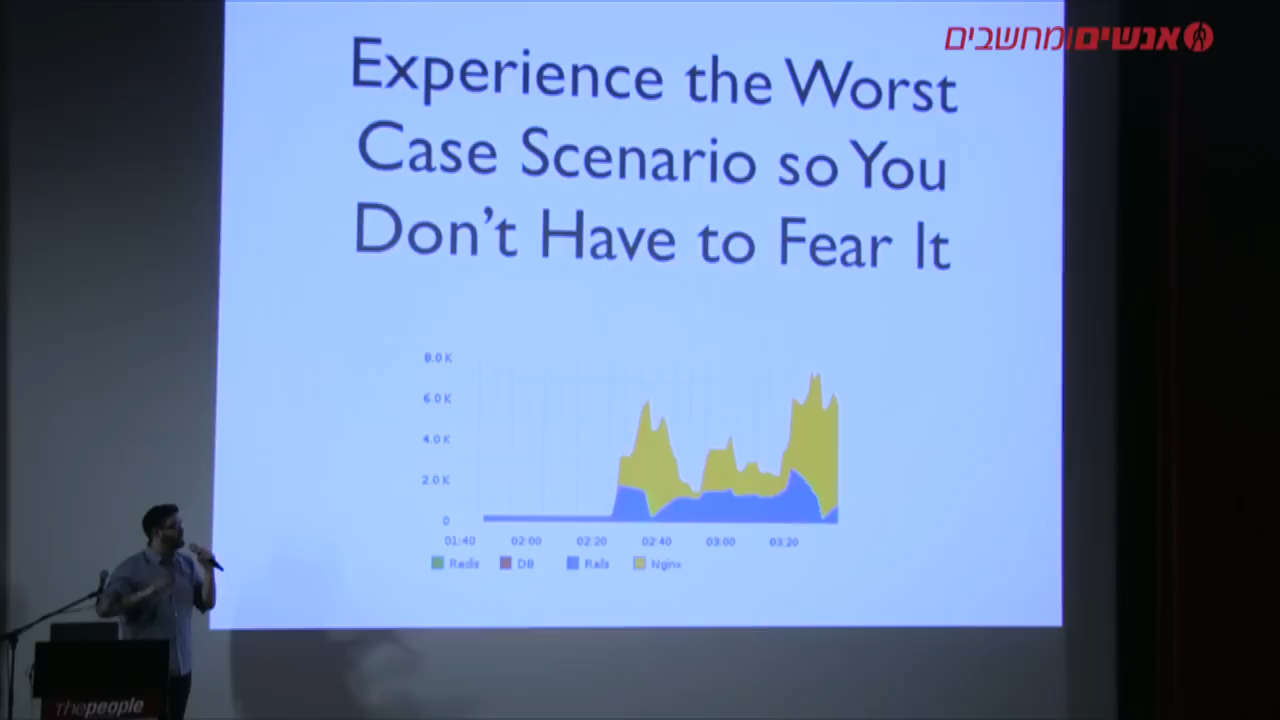 אנשיםומחשבים
Experience the Worst
Case Scenario so You
Don't Have to Fear It
8.0 K
6.0 K
4.0 K
2.0 K
0
01:40 02:00 02:20 02:40 03:00 03:20
Redis DB Rails Nginx
Thepeople